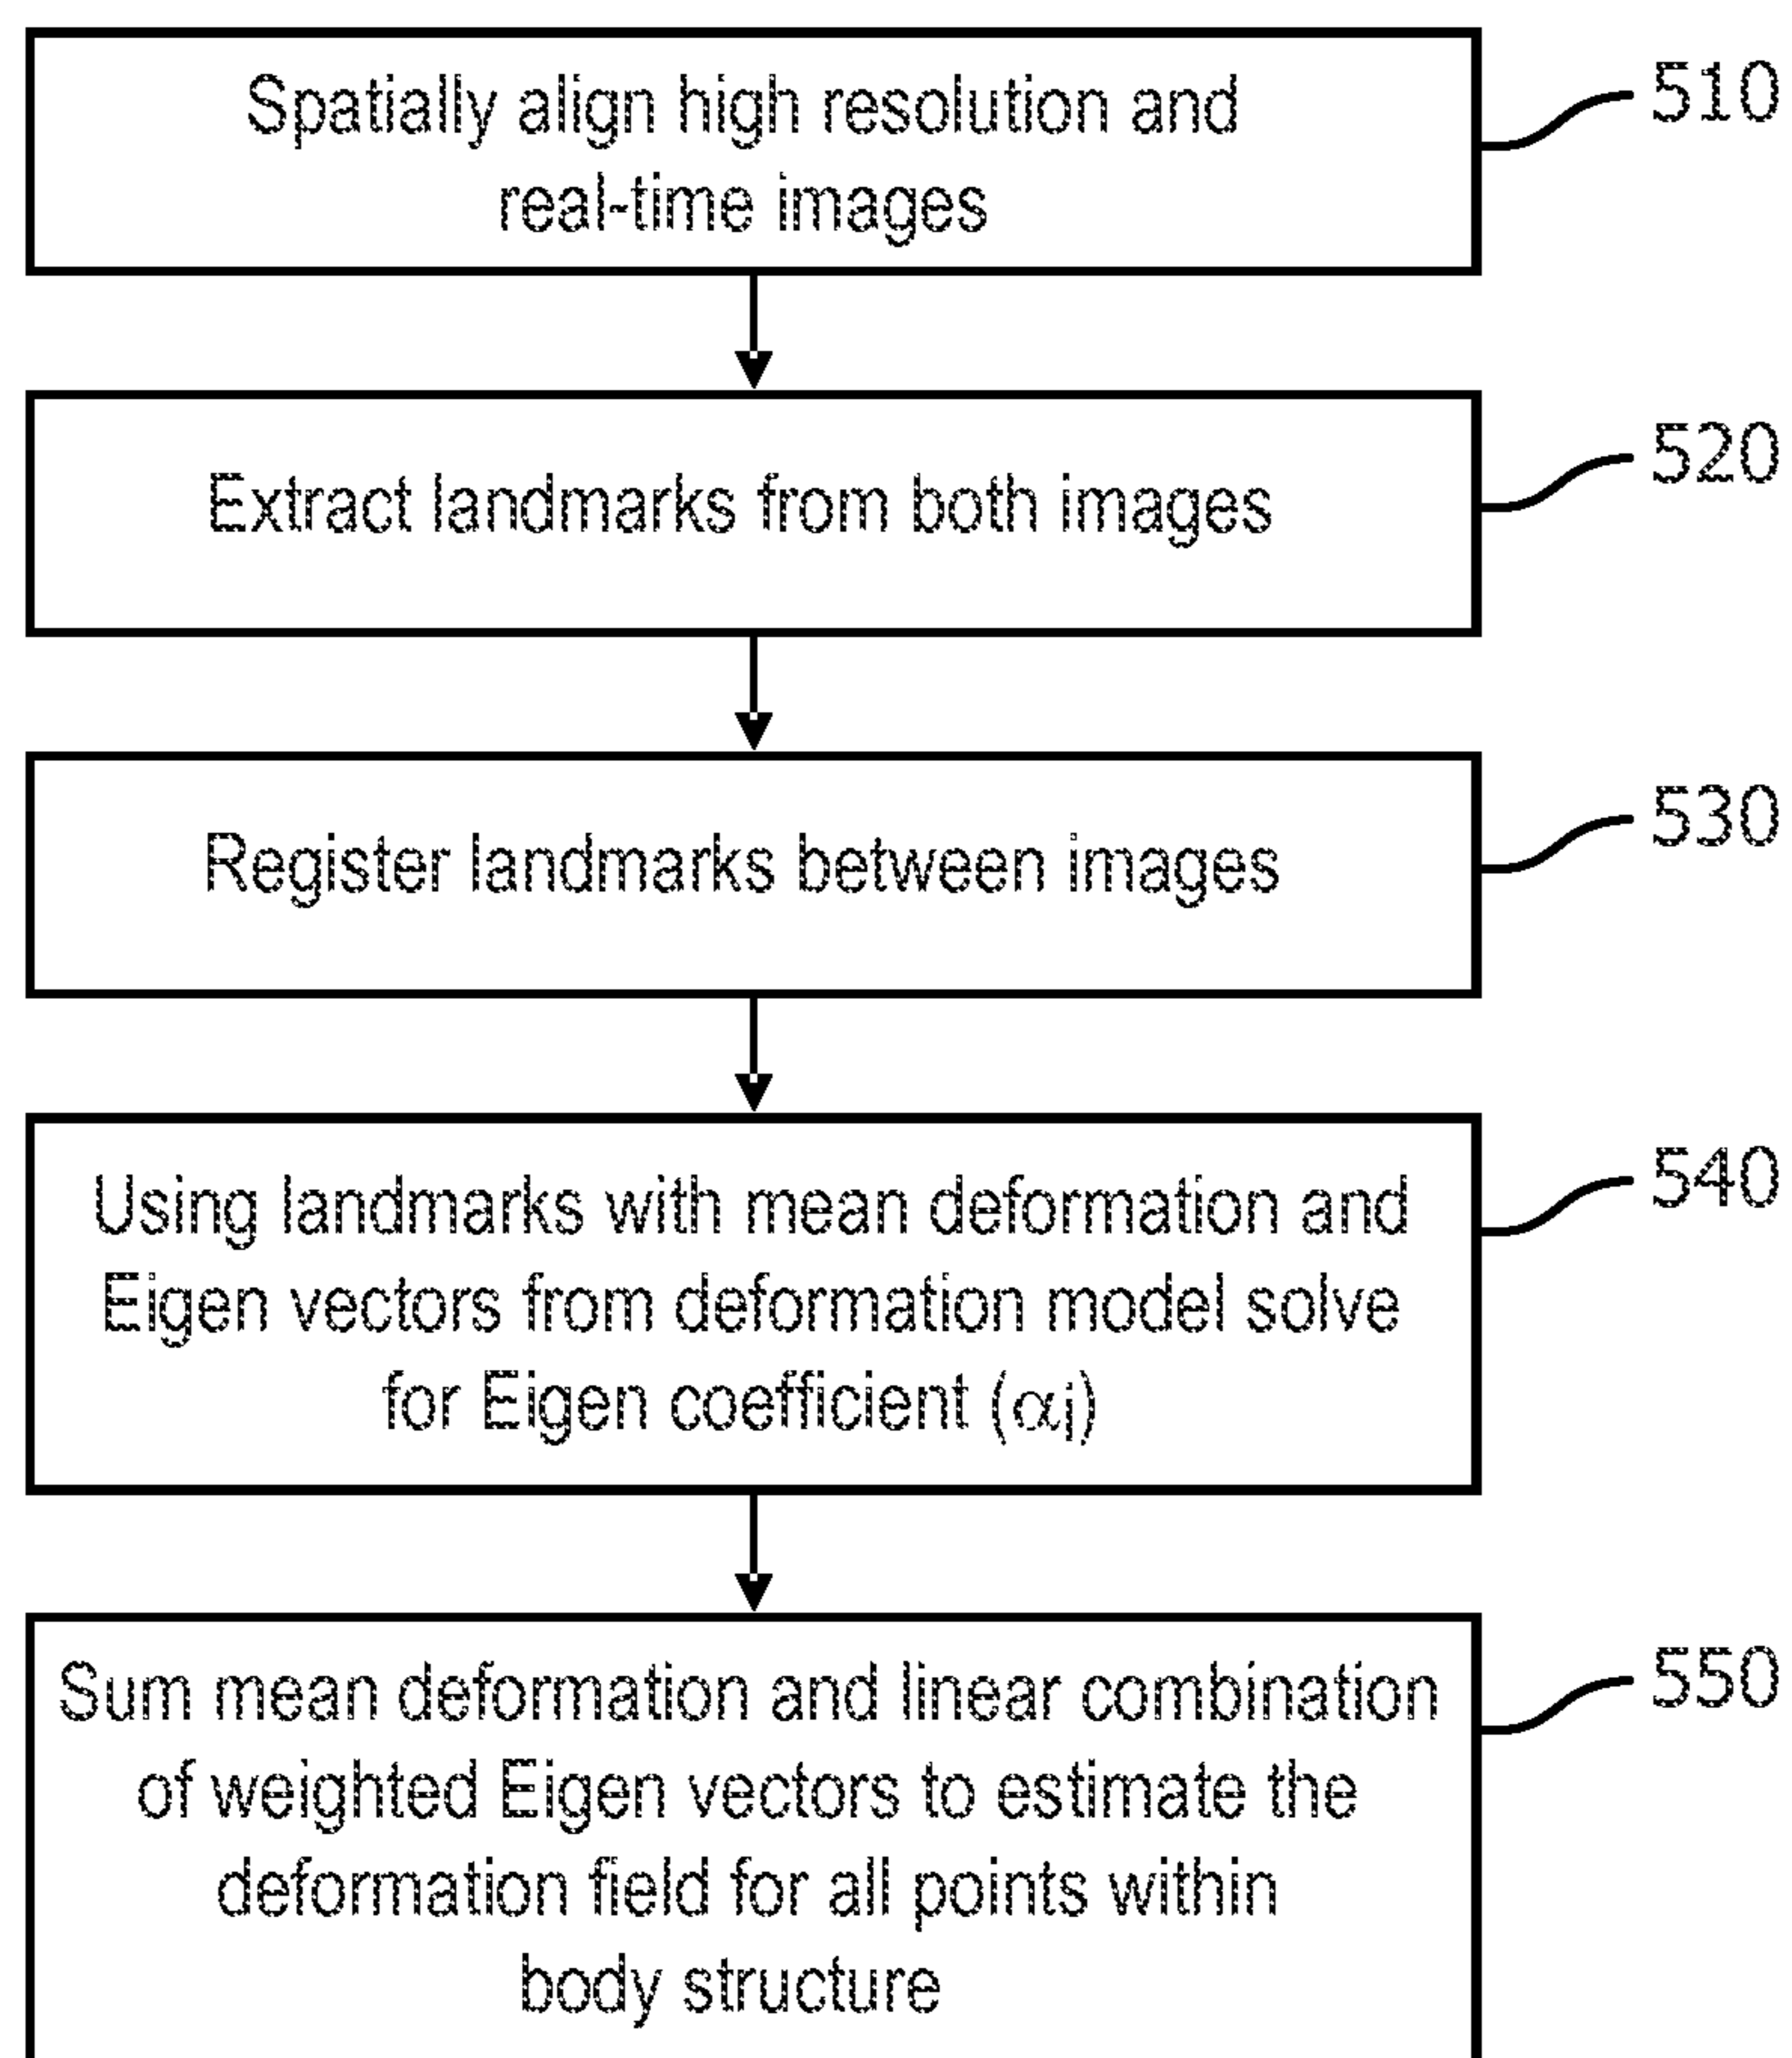 Spatially align high resolution and
real-time images
510
Extract landmarks from both images
520
Register landmarks between images
530
Using landmarks with mean deformation and
Eigen vectors from deformation model solve
for Eigen coefficient (αj)
540
Sum mean deformation and linear combination
of weighted Eigen vectors to estimate the
deformation field for all points within
body structure
550